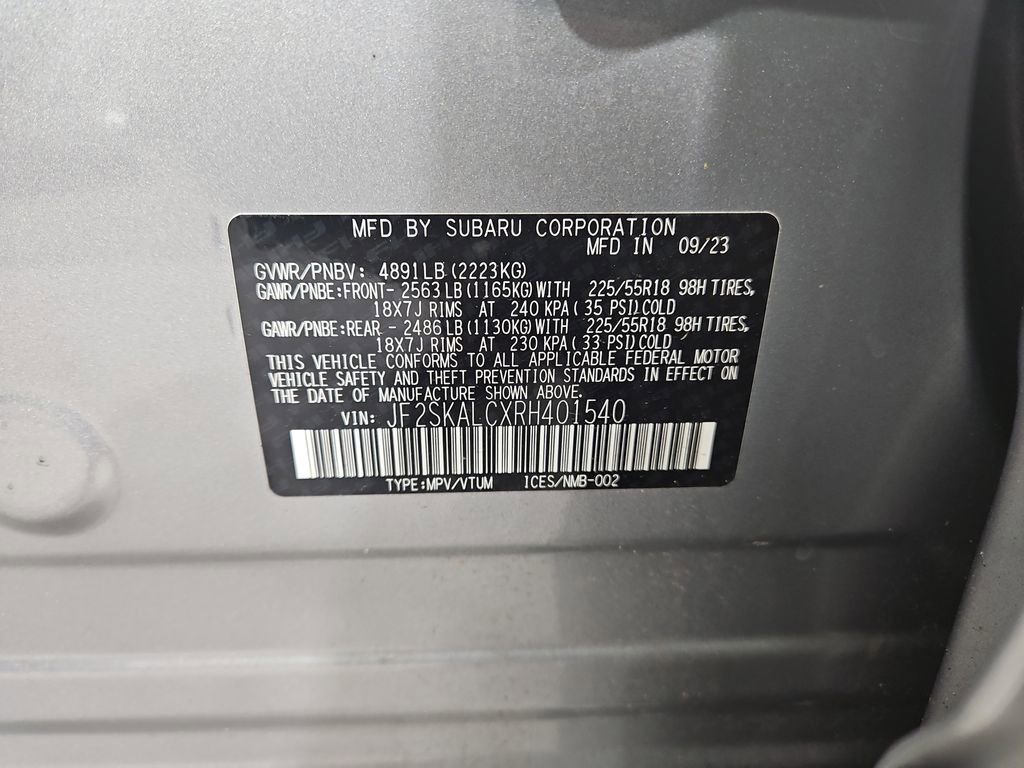 MFD BY SUBARU CORPORATION
MFD IN 09/23
GVWR/PNBV: 4891LB(2223KG)
GAWR/PNBE:FRONT- 2563LB(1165KG)WITH 225/55R18 98H TIRES,
18X7J RIMS AT 240 KPA( 35 PSI)COLD
GAWR/PNBE:REAR - 2486LB(1130KG)WITH 225/55R18 98H TIRES,
18X7J RIMS AT 230 KPA( 33 PSI)COLD
THIS VEHICLE CONFORMS TO ALL APPLICABLE FEDERAL MOTOR
VEHICLE SAFETY AND THEFT PREVENTION STANDARDS IN EFFECT ON
THE DATE OF MANUFACTURE SHOWN ABOVE.
VIN: JF2SKALCXRH401540
TYPE:MPV/VTUM ICES/NMB-002